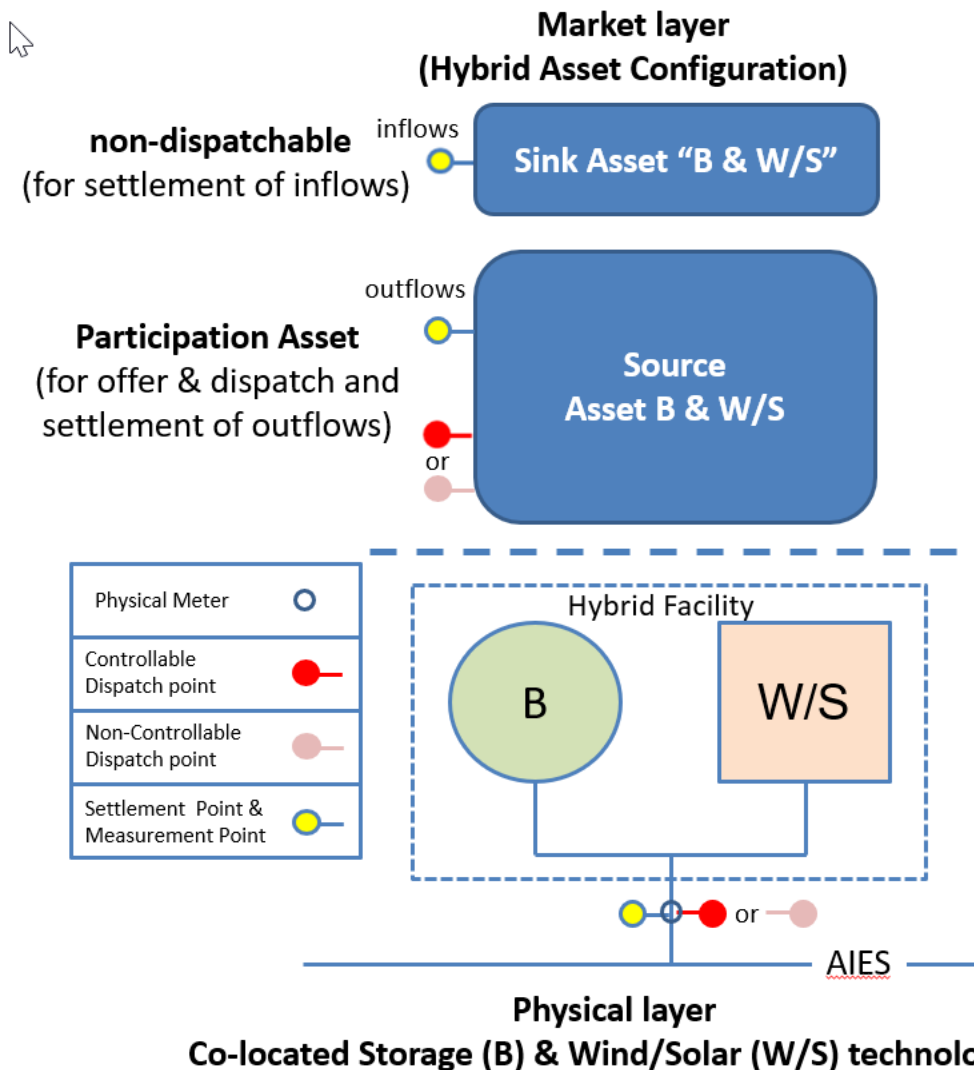 Market layer
(Hybrid Asset Configuration)
non-dispatchable
(for settlement of inflows)
inflows
Sink Asset “B & W/S”
outflows
Participation Asset
(for offer & dispatch and
settlement of outflows)
or
Source
Asset B & W/S
Physical Meter
Controllable
Dispatch point
Non-Controllable
Dispatch point
Settlement Point &
Measurement Point
Hybrid Facility
B
W/S
or
AIES
Physical layer
Co-located Storage (B) & Wind/Solar (W/S) technolo